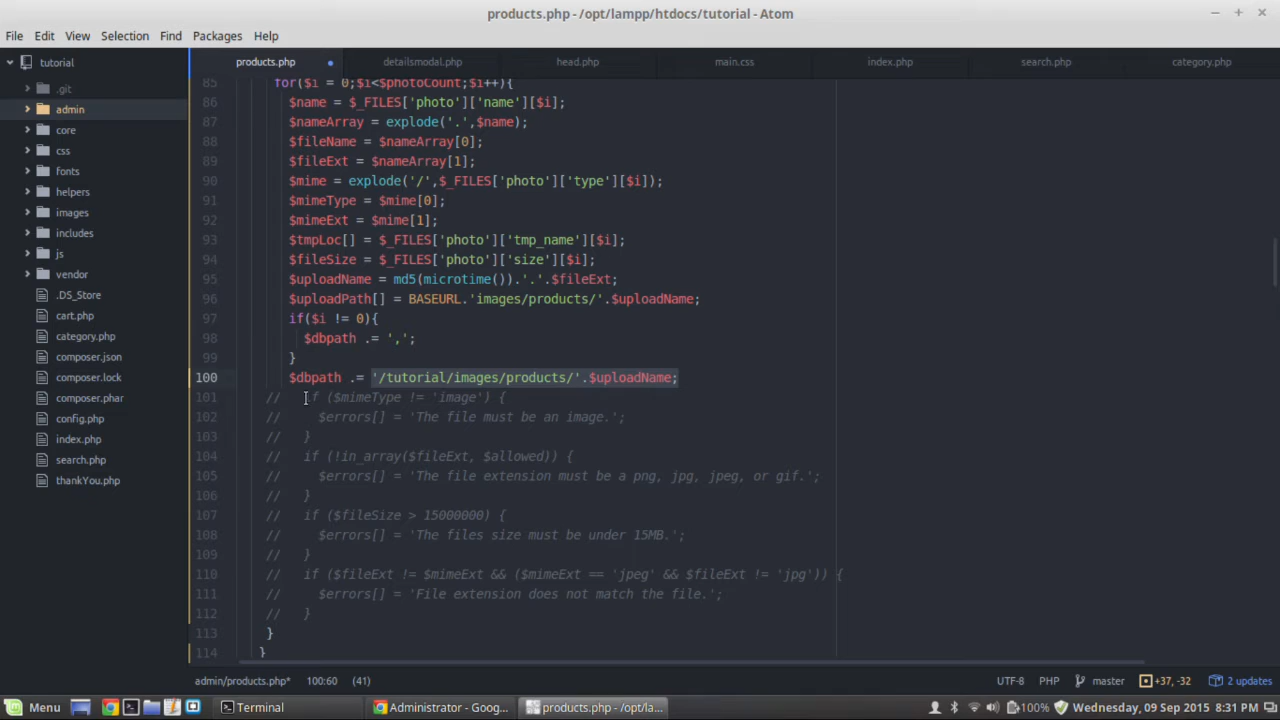 products.php - /opt/lampp/htdocs/tutorial - Atom
File Edit View Selection Find Packages Help
tutorial
products.php detailsmodal.php head.php main.css index.php search.php category.php
.git
admin
core
css
fonts
helpers
images
includes
js
vendor
.DS_Store
cart.php
category.php
composer.json
composer.lock
composer.phar
config.php
index.php
search.php
thankYou.php
85 for($i = 0;$i<$photoCount;$i++){
86 $name = $_FILES['photo']['name'][$i];
87 $nameArray = explode('.',$name);
88 $fileName = $nameArray[0];
89 $fileExt = $nameArray[1];
90 $mime = explode('/',$_FILES['photo']['type'][$i]);
91 $mimeType = $mime[0];
92 $mimeExt = $mime[1];
93 $tmpLoc[] = $_FILES['photo']['tmp_name'][$i];
94 $fileSize = $_FILES['photo']['size'][$i];
95 $uploadName = md5(microtime()).'.'.$fileExt;
96 $uploadPath[] = BASEURL.'images/products/'.$uploadName;
97 if($i != 0){
98 $dbpath .= ',';
99 }
100 $dbpath .= '/tutorial/images/products/'.$uploadName;
101 // if ($mimeType != 'image') {
102 // $errors[] = 'The file must be an image.';
103 // }
104 // if (!in_array($fileExt, $allowed)) {
105 // $errors[] = 'The file extension must be a png, jpg, jpeg, or gif.';
106 // }
107 // if ($fileSize > 15000000) {
108 // $errors[] = 'The files size must be under 15MB.';
109 // }
110 // if ($fileExt != $mimeExt && ($mimeExt == 'jpeg' && $fileExt != 'jpg')) {
111 // $errors[] = 'File extension does not match the file.';
112 // }
113 }
114 }
admin/products.php* 100:60 (41) UTF-8 PHP master +37, -32 2 updates
Menu Terminal Administrator - Goog... products.php - /opt/la... 100% Wednesday, 09 Sep 2015 8:31 PM